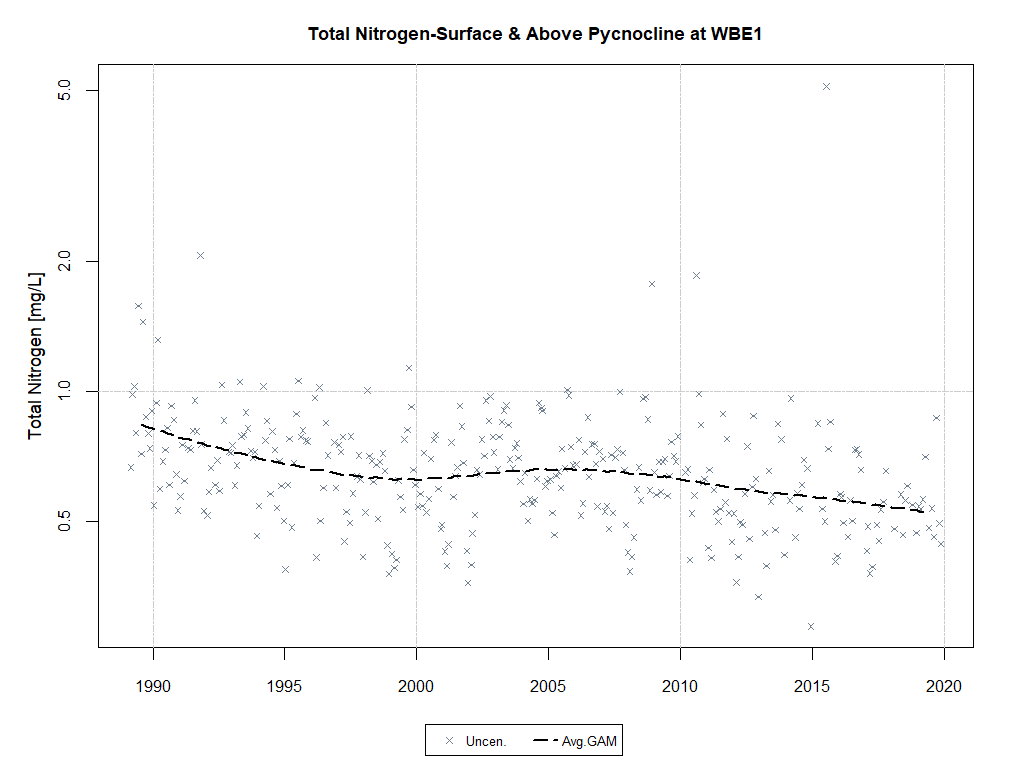 Total Nitrogen-Surface & Above Pycnocline at WBE1
Total Nitrogen [mg/L]
5.0
2.0
1.0
0.5
1990 1995 2000 2005 2010 2015 2020
Uncen. Avg.GAM